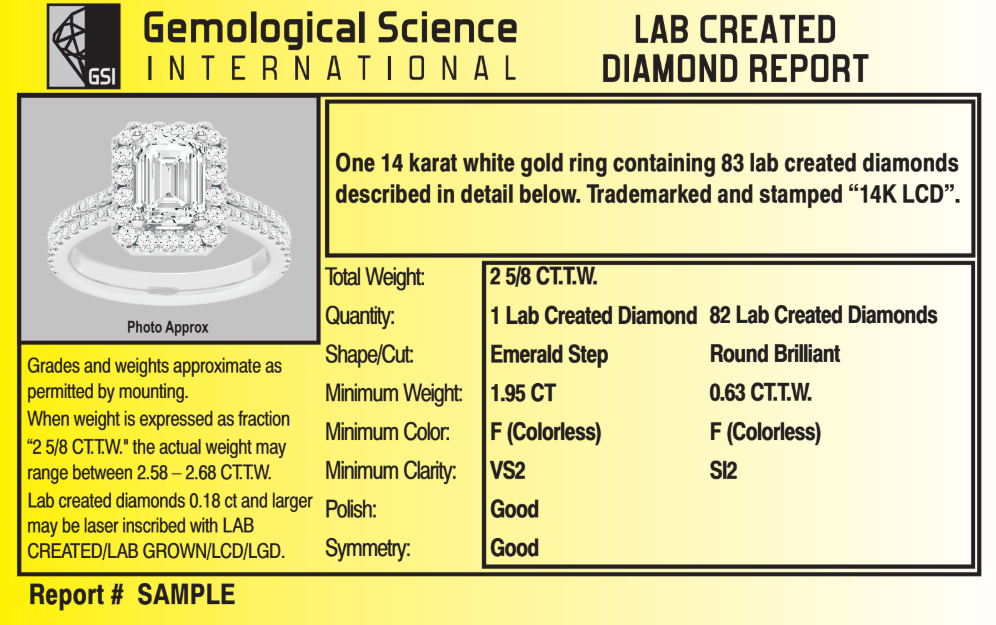 GSI
Gemological Science
INTERNATIONAL
LAB CREATED
DIAMOND REPORT
Photo Approx
One 14 karat white gold ring containing 83 lab created diamonds
described in detail below. Trademarked and stamped “14K LCD”.
Grades and weights approximate as
permitted by mounting.
When weight is expressed as fraction
“2 5/8 CT.T.W." the actual weight may
range between 2.58 – 2.68 CT.T.W.
Lab created diamonds 0.18 ct and larger
may be laser inscribed with LAB
CREATED/LAB GROWN/LCD/LGD.
Total Weight: 2 5/8 CT.T.W.
Quantity: 1 Lab Created Diamond 82 Lab Created Diamonds
Shape/Cut: Emerald Step Round Brilliant
Minimum Weight: 1.95 CT 0.63 CT.T.W.
Minimum Color: F (Colorless) F (Colorless)
Minimum Clarity: VS2 SI2
Polish: Good
Symmetry: Good
Report # SAMPLE